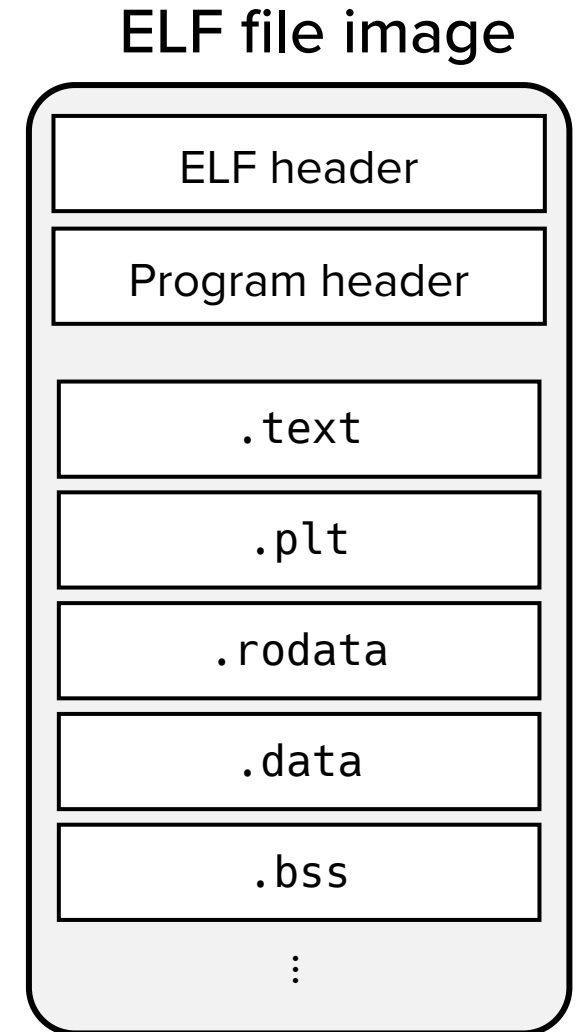 ELF file image
ELF header
Program header
.text
.plt
.rodata
.data
.bss
⋮